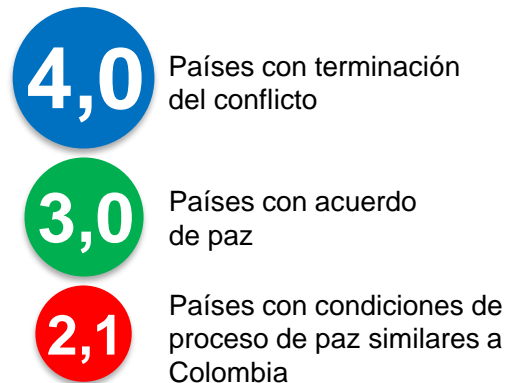 4,0
Países con terminación
del conflicto
3,0
Países con acuerdo
de paz
2,1
Países con condiciones de
proceso de paz similares a
Colombia